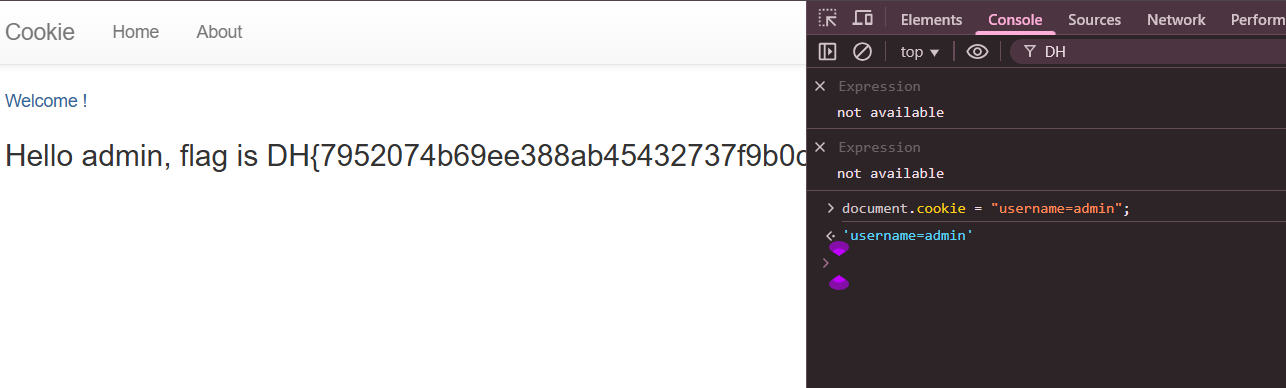 Cookie Home About
Welcome !
Hello admin, flag is DH{7952074b69ee388ab45432737f9b0
Elements Console Sources Network Perform
top ▼ DH
× Expression
not available
× Expression
not available
> document.cookie = "username=admin";
'username=admin'
>